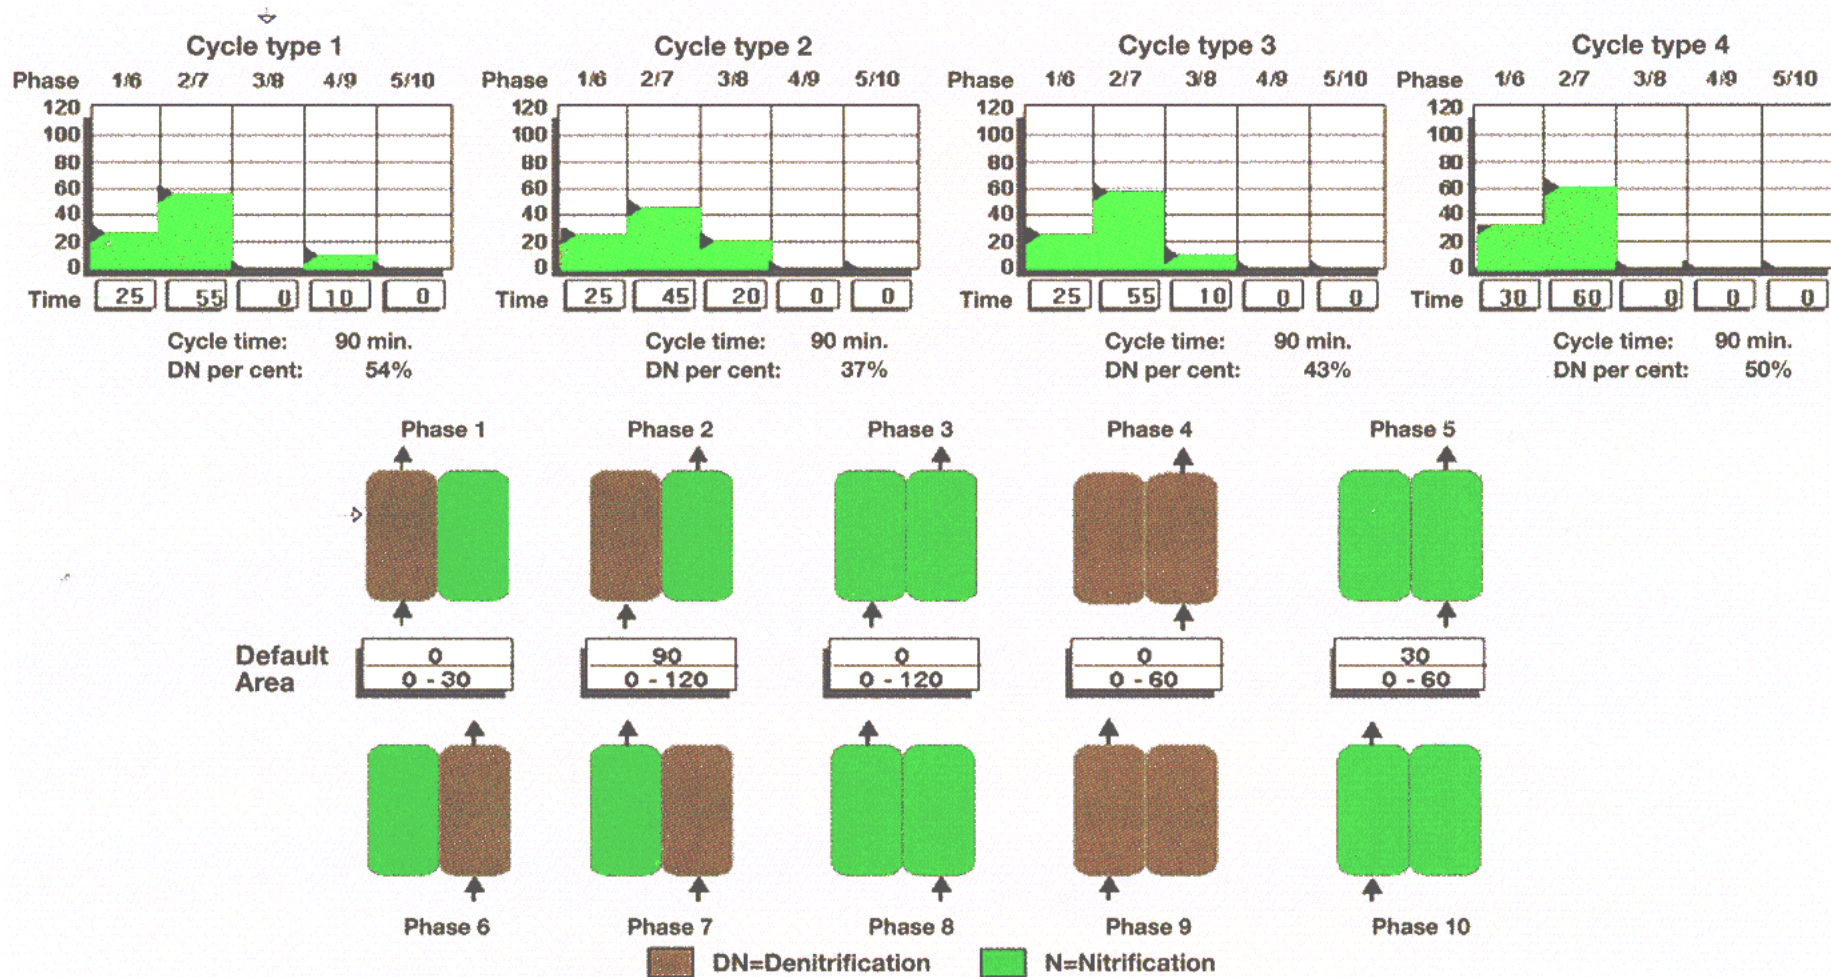 Cycle type 1
Phase 1/6 2/7 3/8 4/9 5/10
120
100
80
60
40
20
0
Time 25 55 0 10 0
Cycle time: 90 min.
DN per cent: 54%
Cycle type 2
Phase 1/6 2/7 3/8 4/9 5/10
120
100
80
60
40
20
0
Time 25 45 20 0 0
Cycle time: 90 min.
DN per cent: 37%
Cycle type 3
Phase 1/6 2/7 3/8 4/9 5/10
120
100
80
60
40
20
0
Time 25 55 10 0 0
Cycle time: 90 min.
DN per cent: 43%
Cycle type 4
Phase 1/6 2/7 3/8 4/9 5/10
120
100
80
60
40
20
0
Time 30 60 0 0 0
Cycle time: 90 min.
DN per cent: 50%
Phase 1 Phase 2 Phase 3 Phase 4 Phase 5
Default 0 90 0 0 30
Area 0 - 30 0 - 120 0 - 120 0 - 60 0 - 60
Phase 6 Phase 7 Phase 8 Phase 9 Phase 10
DN=Denitrification N=Nitrification